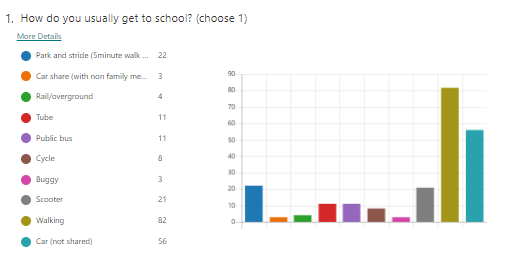 1. How do you usually get to school? (choose 1)
More Details
Park and stride (5minute walk ... 22
Car share (with non family me... 3
Rail/overground 4
Tube 11
Public bus 11
Cycle 8
Buggy 3
Scooter 21
Walking 82
Car (not shared) 56
90
80
70
60
50
40
30
20
10
0